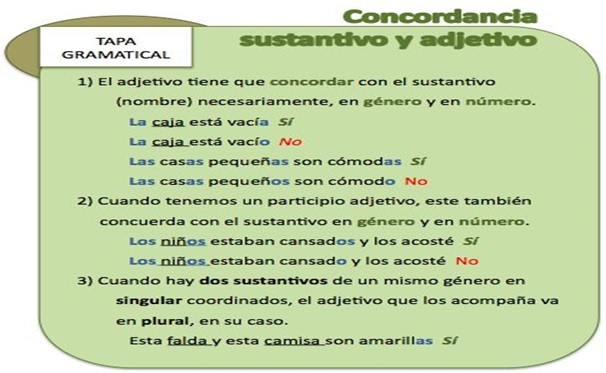 Concordancia
sustantivo y adjetivo
TAPA
GRAMATICAL
1) El adjetivo tiene que concordar con el sustantivo
(nombre) necesariamente, en género y en número.
La caja está vacía Sí
La caja está vacío No
Las casas pequeñas son cómodas Sí
Las casas pequeños son cómodo No
2) Cuando tenemos un participio adjetivo, este también
concuerda con el sustantivo en género y en número.
Los niños estaban cansados y los acosté Sí
Los niños estaban cansado y los acosté No
3) Cuando hay dos sustantivos de un mismo género en
singular coordinados, el adjetivo que los acompaña va
en plural, en su caso.
Esta falda y esta camisa son amarillas Sí